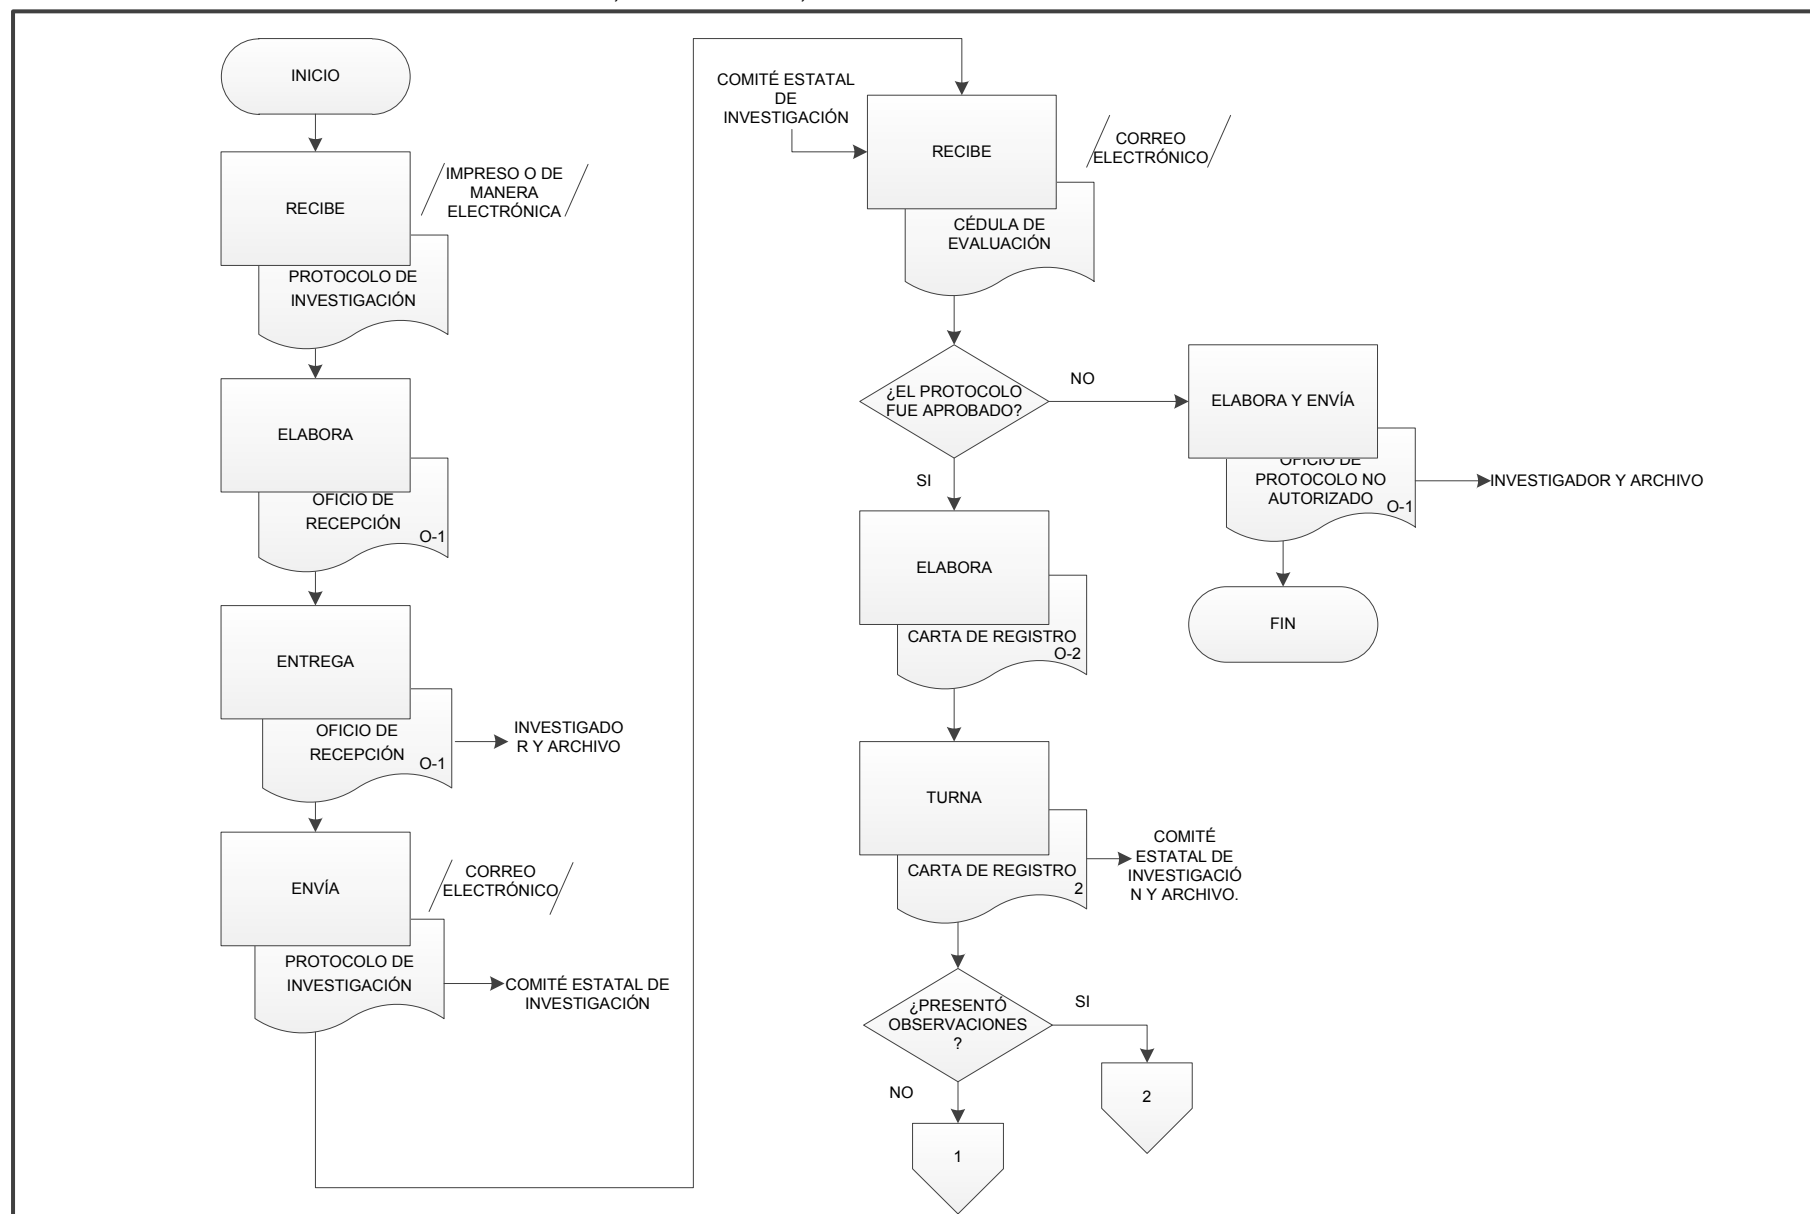 INICIO
RECIBE
IMPRESO O DE
MANERA
ELECTRÓNICA
PROTOCOLO DE
INVESTIGACIÓN
ELABORA
OFICIO DE
RECEPCIÓN
O-1
ENTREGA
OFICIO DE
RECEPCIÓN
O-1
INVESTIGADO
R Y ARCHIVO
ENVÍA
CORREO
ELECTRÓNICO
PROTOCOLO DE
INVESTIGACIÓN
COMITÉ ESTATAL DE
INVESTIGACIÓN
COMITÉ ESTATAL
DE
INVESTIGACIÓN
RECIBE
CORREO
ELECTRÓNICO
CÉDULA DE
EVALUACIÓN
¿EL PROTOCOLO
FUE APROBADO?
NO
SI
ELABORA Y ENVÍA
OFICIO DE
PROTOCOLO NO
AUTORIZADO
O-1
INVESTIGADOR Y ARCHIVO
FIN
ELABORA
CARTA DE REGISTRO
O-2
TURNA
CARTA DE REGISTRO
2
COMITÉ
ESTATAL DE
INVESTIGACIÓ
N Y ARCHIVO.
¿PRESENTÓ
OBSERVACIONES
?
SI
NO
2
1